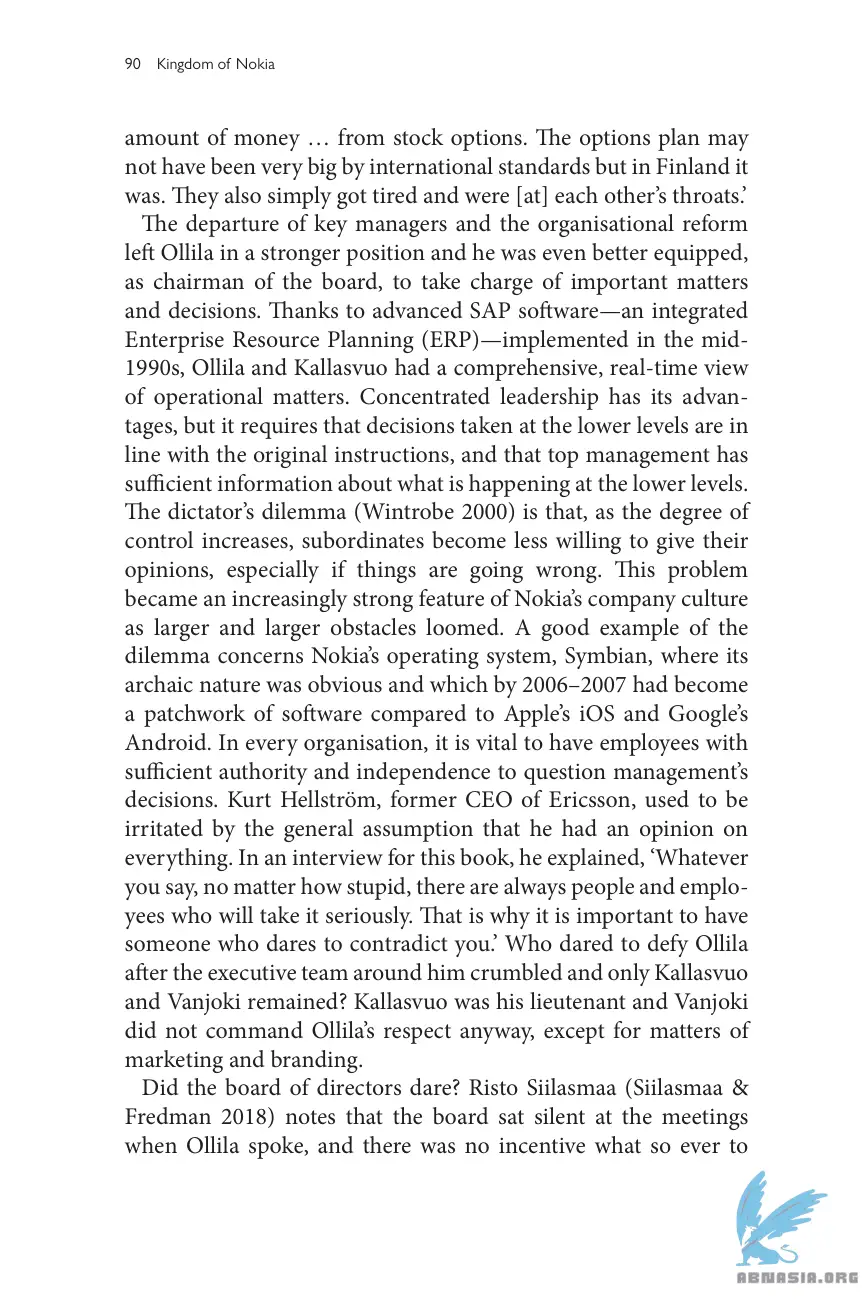 90 Kingdom of Nokia
amount of money … from stock options. The options plan may
not have been very big by international standards but in Finland it
was. They also simply got tired and were [at] each other’s throats.’
The departure of key managers and the organisational reform
left Ollila in a stronger position and he was even better equipped,
as chairman of the board, to take charge of important matters
and decisions. Thanks to advanced SAP software—an integrated
Enterprise Resource Planning (ERP)—implemented in the mid-
1990s, Ollila and Kallasvuo had a comprehensive, real-time view
of operational matters. Concentrated leadership has its advan-
tages, but it requires that decisions taken at the lower levels are in
line with the original instructions, and that top management has
sufficient information about what is happening at the lower levels.
The dictator’s dilemma (Wintrobe 2000) is that, as the degree of
control increases, subordinates become less willing to give their
opinions, especially if things are going wrong. This problem
became an increasingly strong feature of Nokia’s company culture
as larger and larger obstacles loomed. A good example of the
dilemma concerns Nokia’s operating system, Symbian, where its
archaic nature was obvious and which by 2006–2007 had become
a patchwork of software compared to Apple’s iOS and Google’s
Android. In every organisation, it is vital to have employees with
sufficient authority and independence to question management’s
decisions. Kurt Hellström, former CEO of Ericsson, used to be
irritated by the general assumption that he had an opinion on
everything. In an interview for this book, he explained, ‘Whatever
you say, no matter how stupid, there are always people and emplo-
yees who will take it seriously. That is why it is important to have
someone who dares to contradict you.’ Who dared to defy Ollila
after the executive team around him crumbled and only Kallasvuo
and Vanjoki remained? Kallasvuo was his lieutenant and Vanjoki
did not command Ollila’s respect anyway, except for matters of
marketing and branding.
Did the board of directors dare? Risto Siilasmaa (Siilasmaa &
Fredman 2018) notes that the board sat silent at the meetings
when Ollila spoke, and there was no incentive what so ever to
ABNASIA.ORG